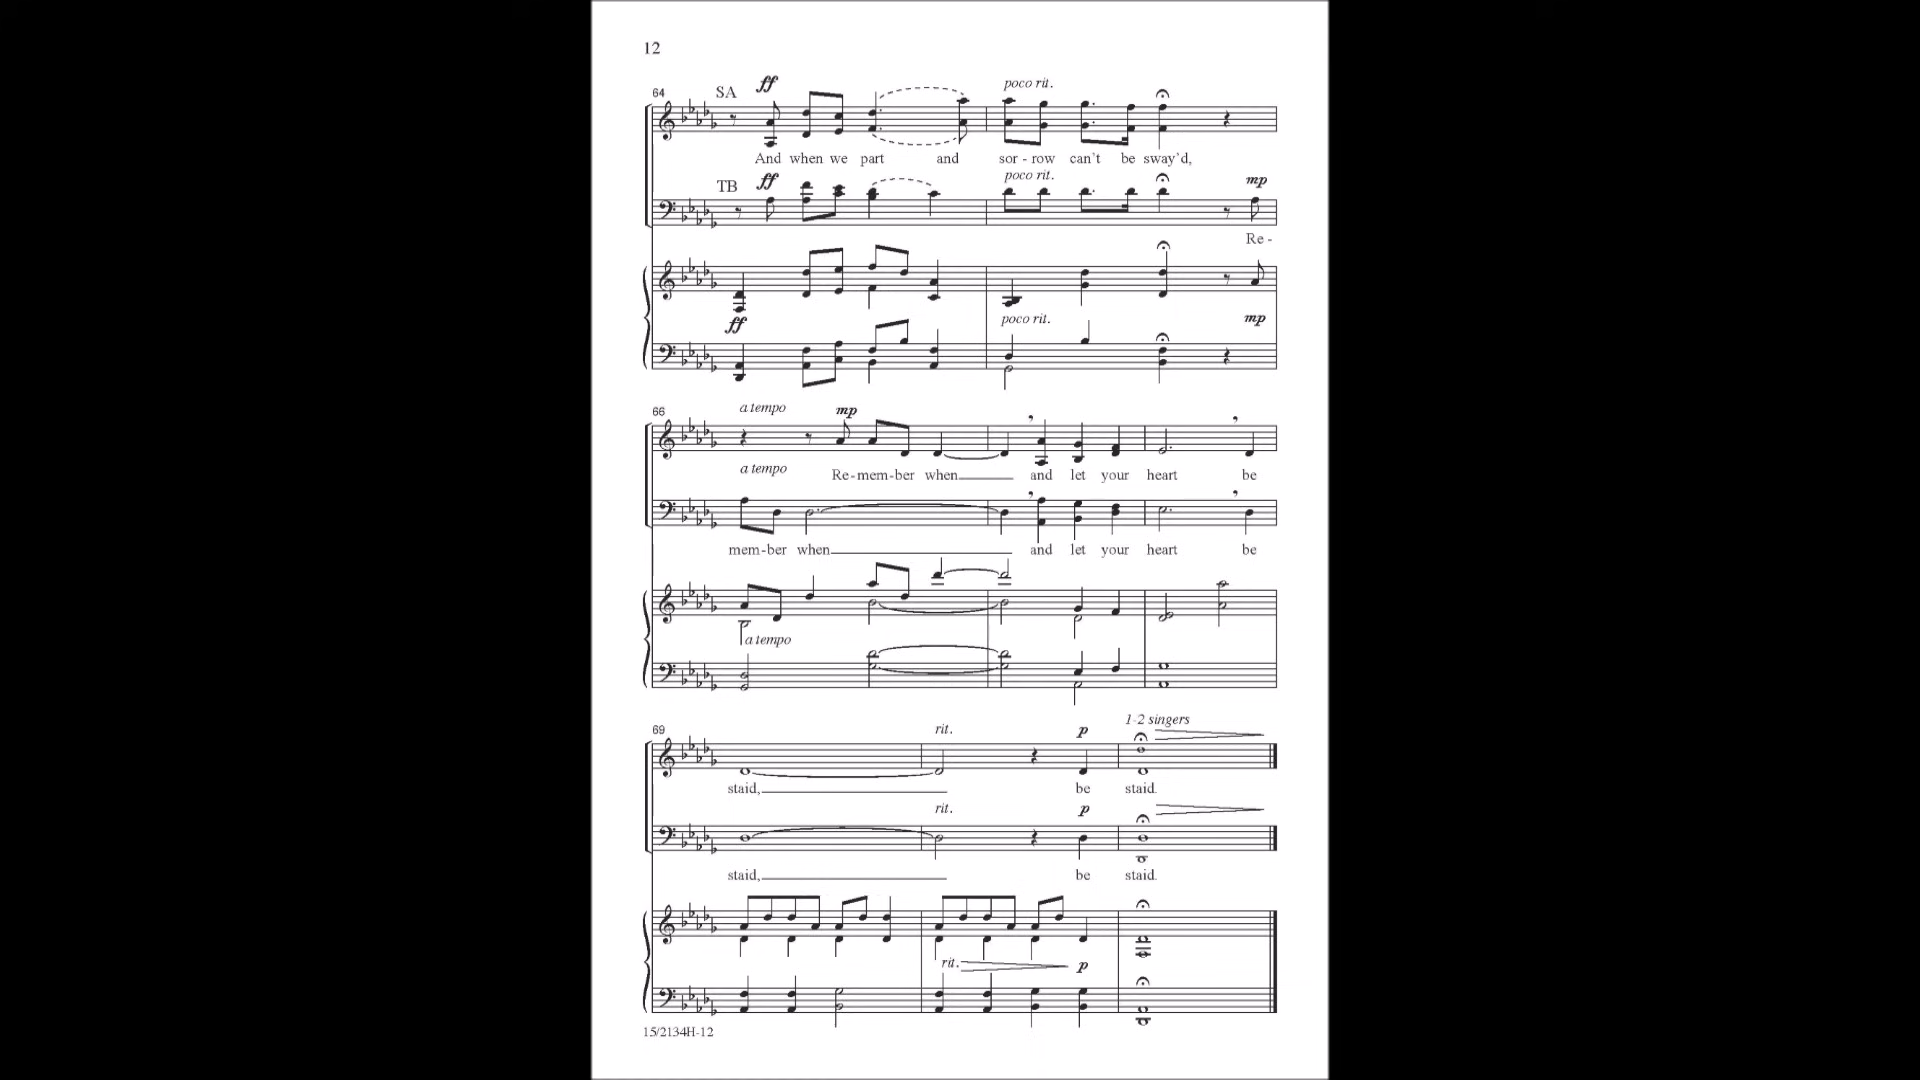 12
64 SA ff poco rit.
And when we part and sor - row can't be sway'd,
TB ff poco rit. mp
Re -
ff poco rit. mp
66 a tempo mp
a tempo Re - mem - ber when and let your heart be
mem - ber when and let your heart be
a tempo
69 rit. p 1-2 singers
staid, be staid.
rit. p
staid, be staid.
rit. p
15/2134H-12